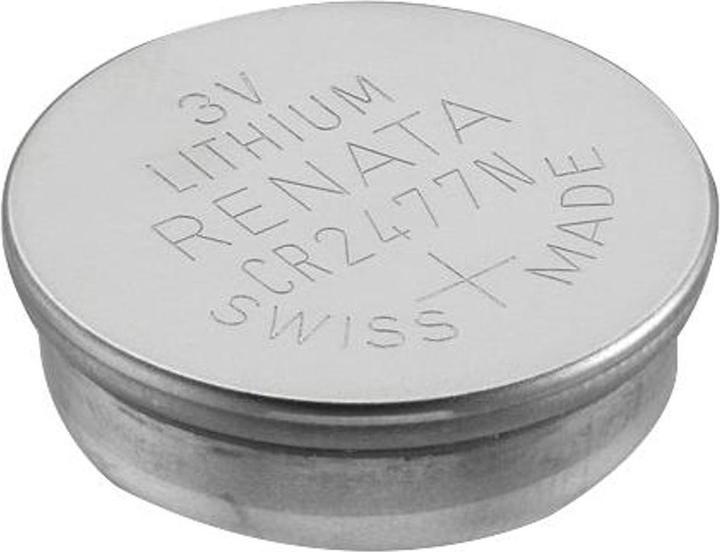 3V
LITHIUM
RENATA
CR2477N
+
SWISS MADE